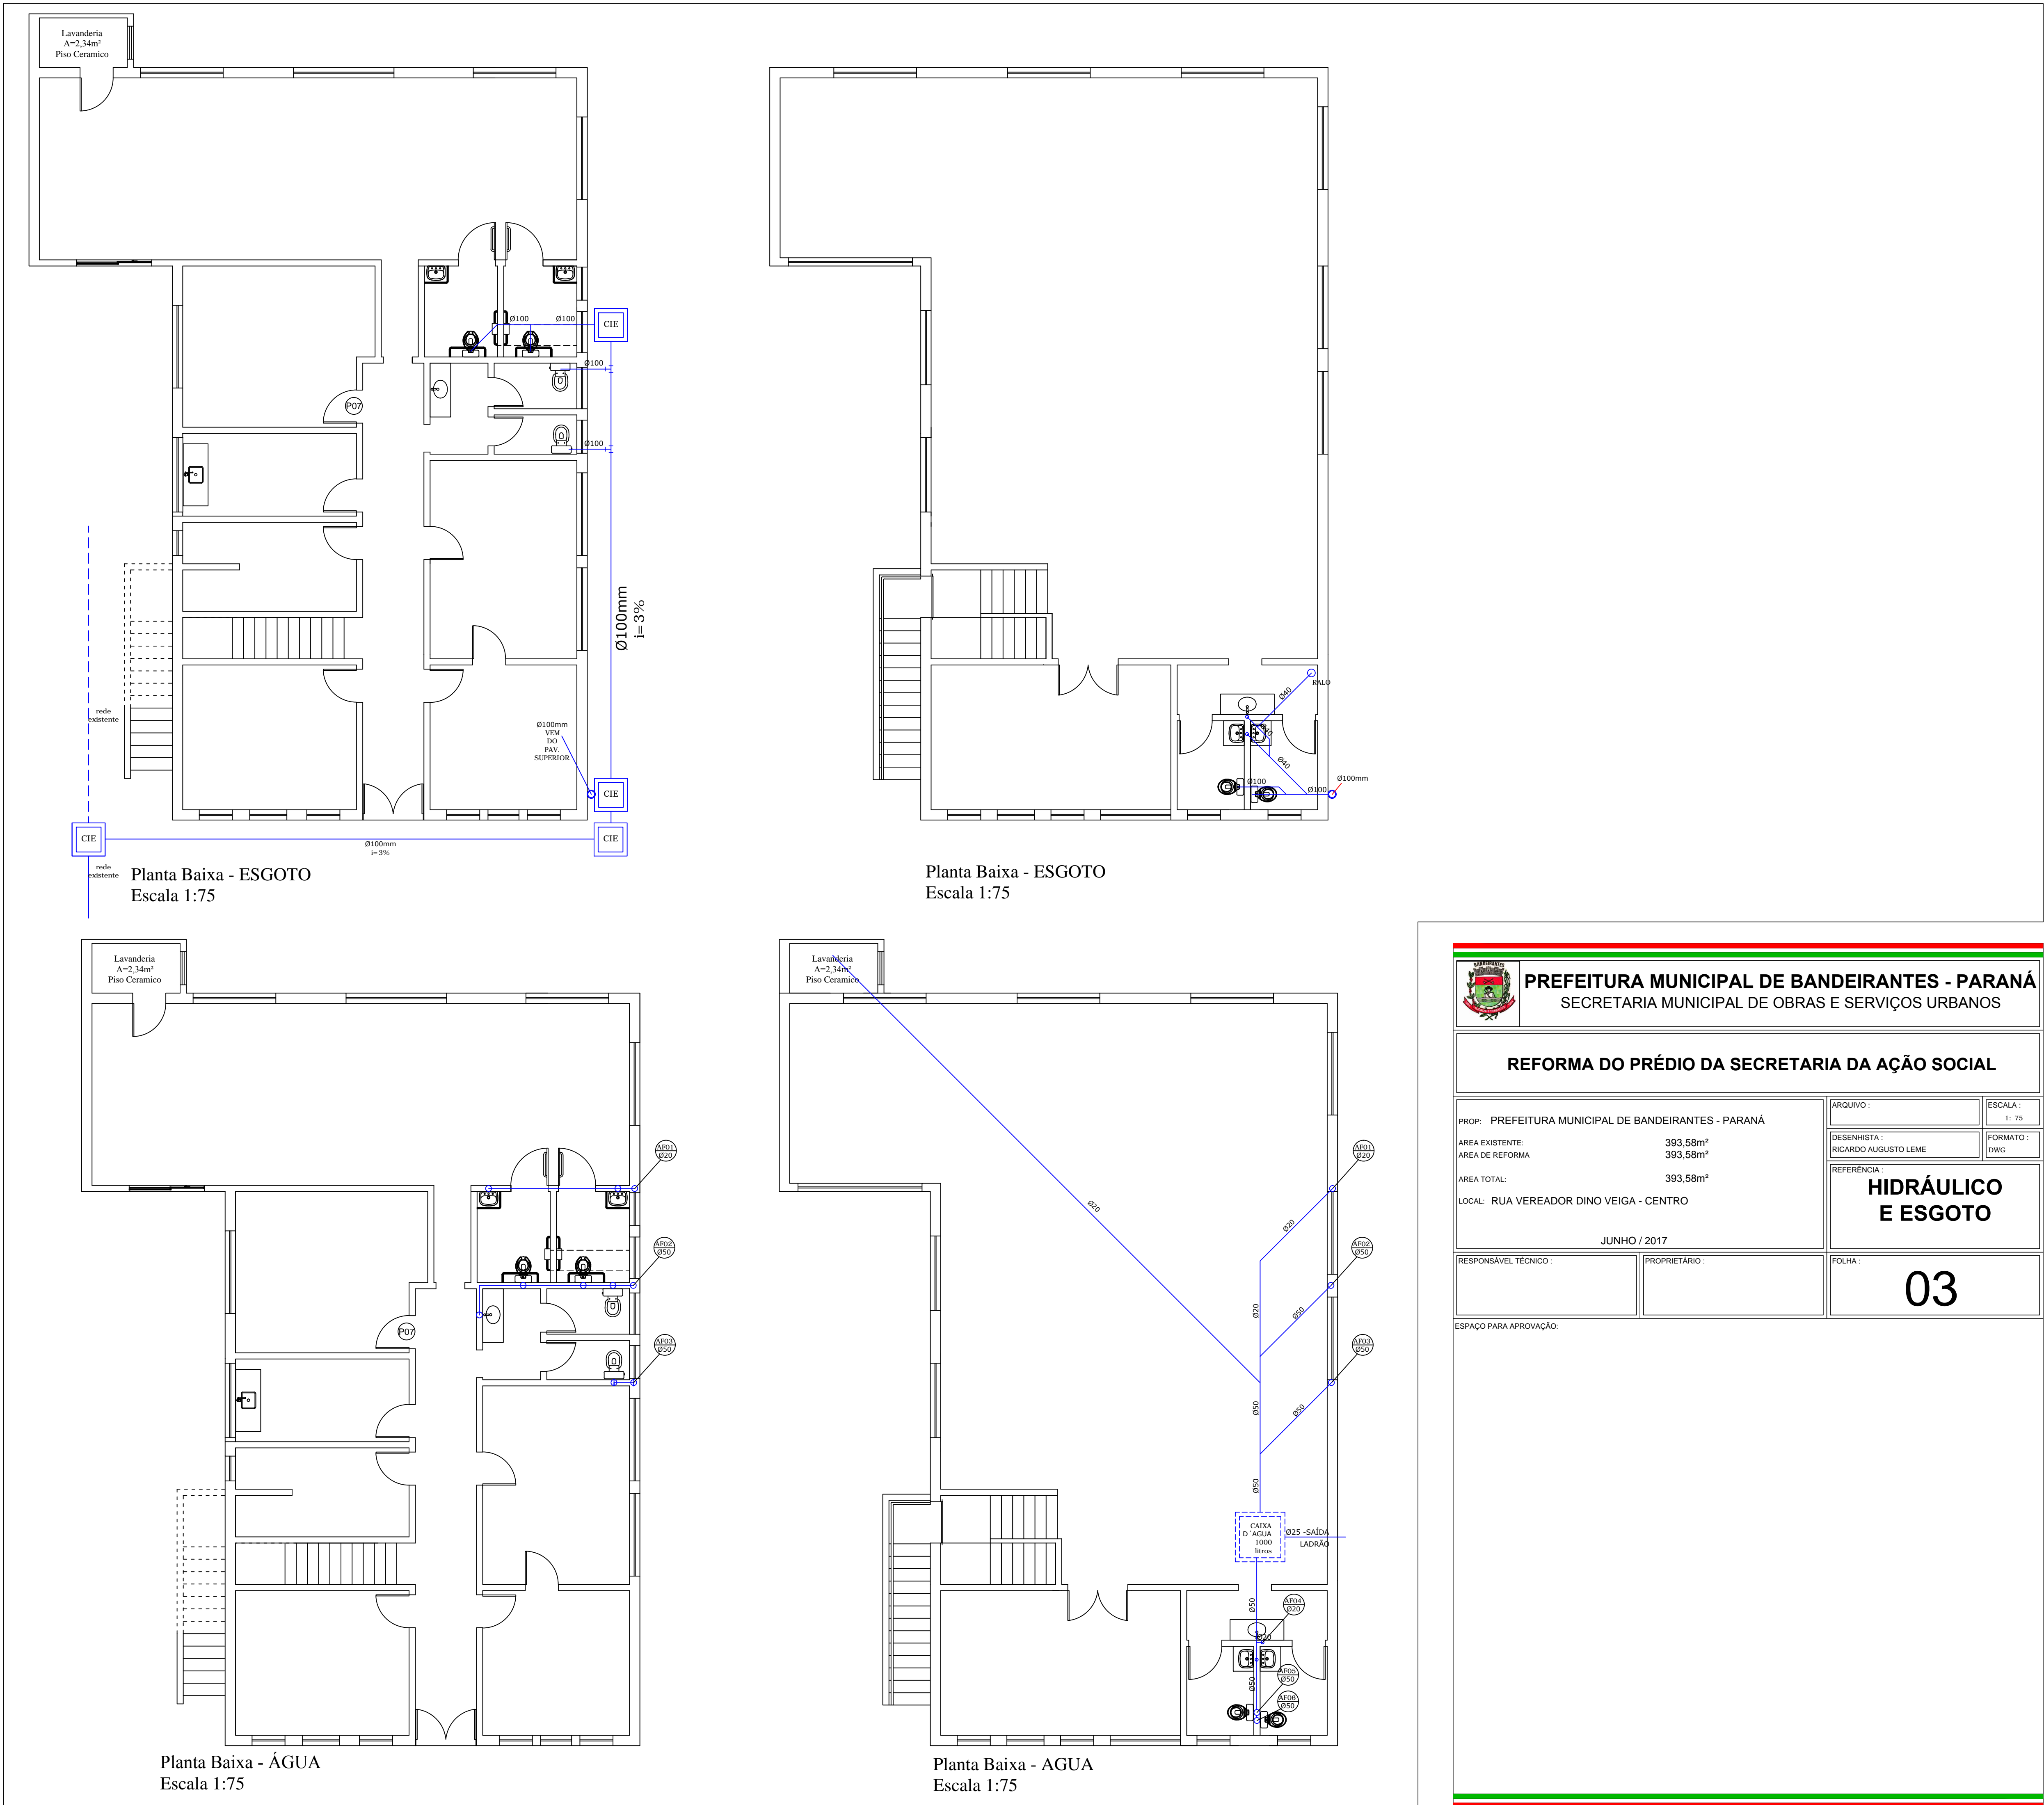 Lavanderia
A=2,34m²
Piso Ceramico
Ø100
Ø100
CIE
Ø100
P07
Ø100
Ø100mm
i= 3%
rede
existente
Ø100mm
VEM
DO
PAV.
SUPERIOR
CIE
CIE
CIE
Ø100mm
i= 3%
rede
existente
Planta Baixa - ESGOTO
Escala 1:75
RALO
Ø40
Ø40
Ø40
Ø100
Ø100
Ø100mm
Planta Baixa - ESGOTO
Escala 1:75
Lavanderia
A=2,34m²
Piso Ceramico
AF01
Ø20
AF02
Ø50
P07
AF03
Ø50
Planta Baixa - ÁGUA
Escala 1:75
Lavanderia
A=2,34m²
Piso Ceramico
AF01
Ø20
Ø20
Ø20
AF02
Ø50
Ø20
Ø50
AF03
Ø50
Ø50
Ø50
Ø50
CAIXA
D´AGUA
1000
litros
Ø25 -SAÍDA
LADRÃO
Ø50
AF04
Ø20
Ø20
Ø50
AF05
Ø50
AF06
Ø50
Planta Baixa - AGUA
Escala 1:75
BANDEIRANTES
PREFEITURA MUNICIPAL DE BANDEIRANTES - PARANÁ
SECRETARIA MUNICIPAL DE OBRAS E SERVIÇOS URBANOS
REFORMA DO PRÉDIO DA SECRETARIA DA AÇÃO SOCIAL
PROP: PREFEITURA MUNICIPAL DE BANDEIRANTES - PARANÁ
AREA EXISTENTE: 393,58m²
AREA DE REFORMA 393,58m²
AREA TOTAL: 393,58m²
LOCAL: RUA VEREADOR DINO VEIGA - CENTRO
JUNHO / 2017
ARQUIVO :
ESCALA :
1: 75
DESENHISTA :
RICARDO AUGUSTO LEME
FORMATO :
DWG
REFERÊNCIA :
HIDRÁULICO
E ESGOTO
RESPONSÁVEL TÉCNICO :
PROPRIETÁRIO :
FOLHA :
03
ESPAÇO PARA APROVAÇÃO: